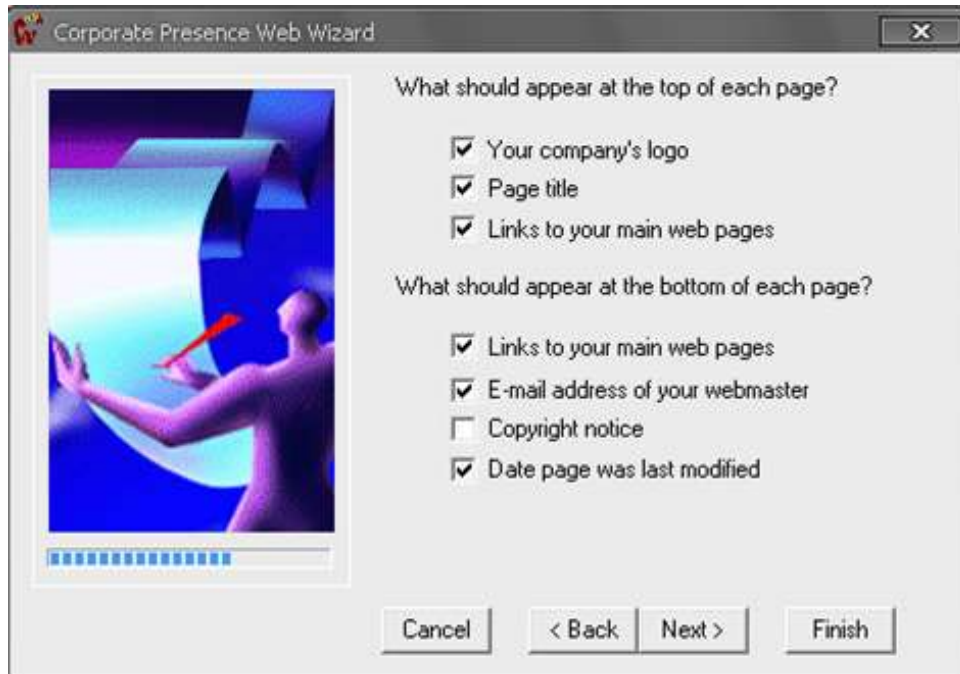 Corporate Presence Web Wizard
What should appear at the top of each page?
Your company's logo
Page title
Links to your main web pages
What should appear at the bottom of each page?
Links to your main web pages
E-mail address of your webmaster
Copyright notice
Date page was last modified
Cancel < Back Next > Finish